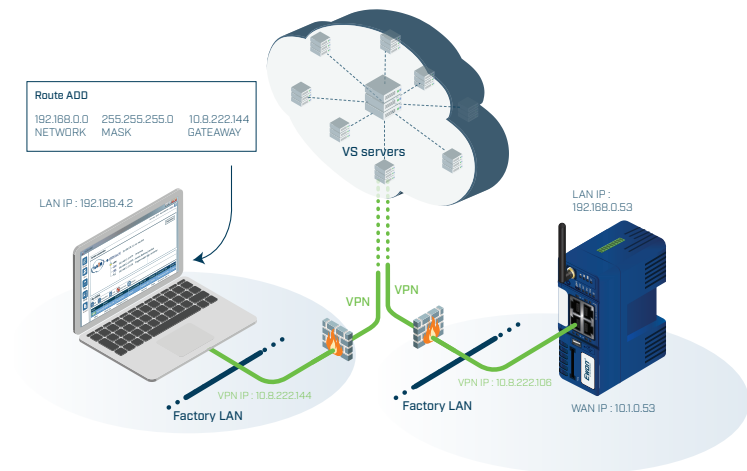 Route ADD
192.168.0.0 255.255.255.0 10.8.222.144
NETWORK MASK GATEAWAY
VS servers
LAN IP : 192.168.4.2
LAN IP :
192.168.0.53
VPN VPN
VPN IP : 10.8.222.144
Factory LAN
VPN IP : 10.8.222.106
Factory LAN
Ewon
WAN IP : 10.1.0.53